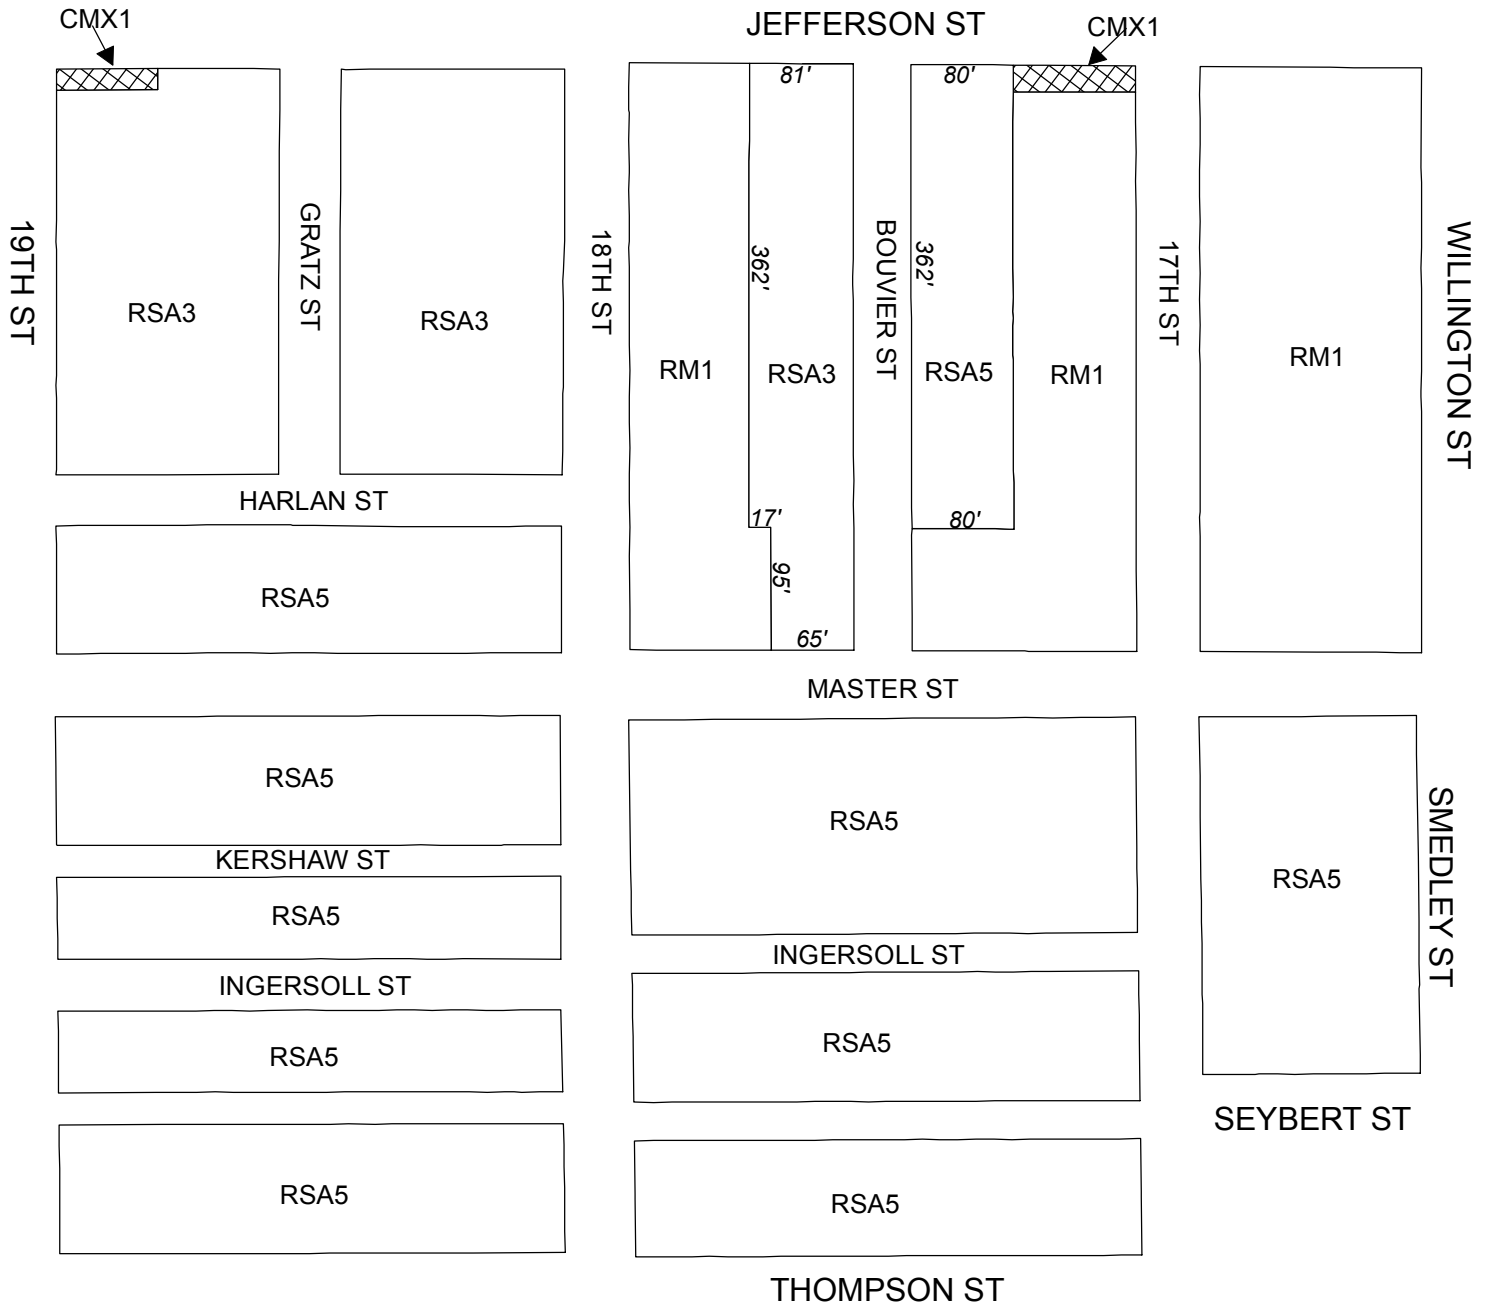 CMX1
JEFFERSON ST
CMX1
81'
80'
19TH ST
GRATZ ST
18TH ST
362'
BOUVIER ST
362'
17TH ST
WILLINGTON ST
RSA3
RSA3
RM1
RSA3
RSA5
RM1
RM1
HARLAN ST
17'
80'
95'
RSA5
65'
MASTER ST
RSA5
RSA5
SMEDLEY ST
KERSHAW ST
RSA5
RSA5
INGERSOLL ST
INGERSOLL ST
RSA5
RSA5
SEYBERT ST
RSA5
RSA5
THOMPSON ST